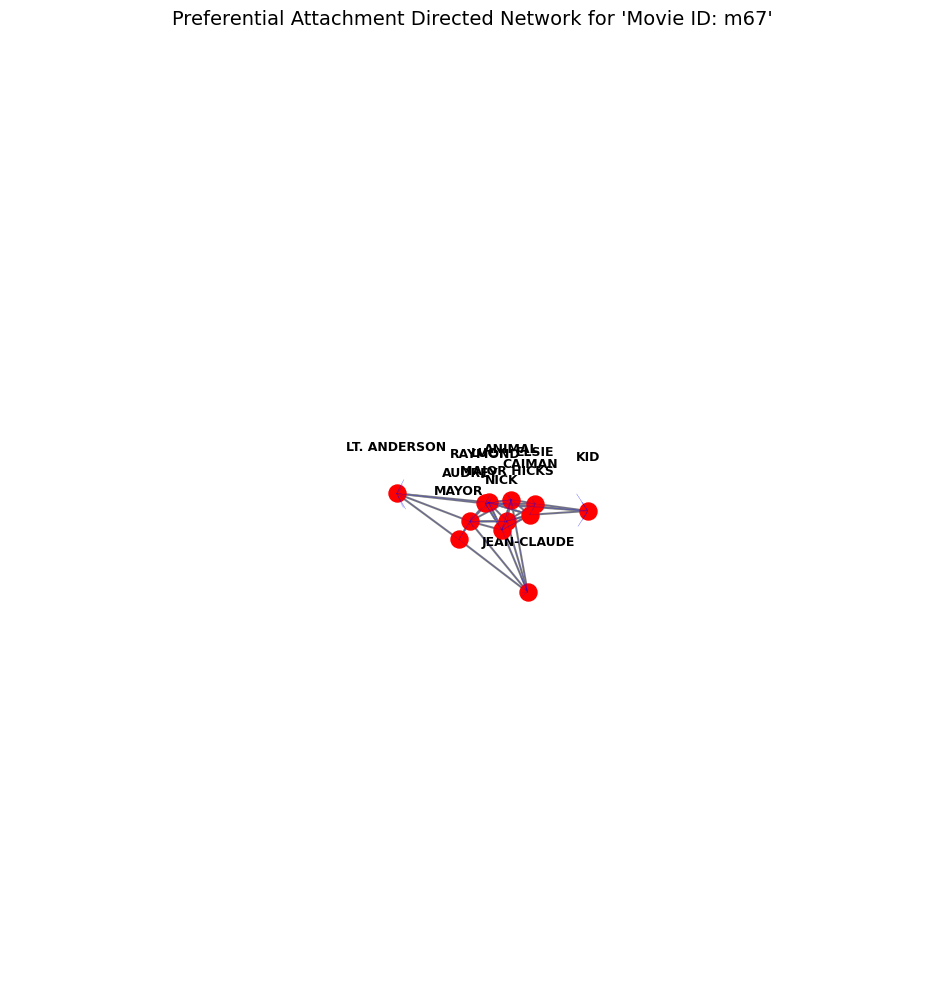 Preferential Attachment Directed Network for 'Movie ID: m67'
LT. ANDERSON
ANIMAL
RAYMOND
ELSIE
KID
CAIMAN
AUDREY
MAJOR HICKS
NICK
MAYOR
JEAN-CLAUDE